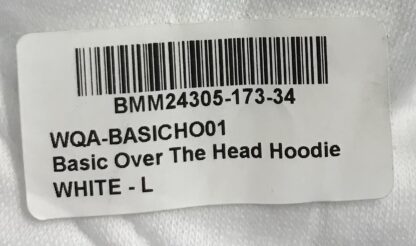 BMM24305-173-34
WQA-BASICHO01
Basic Over The Head Hoodie
WHITE - L